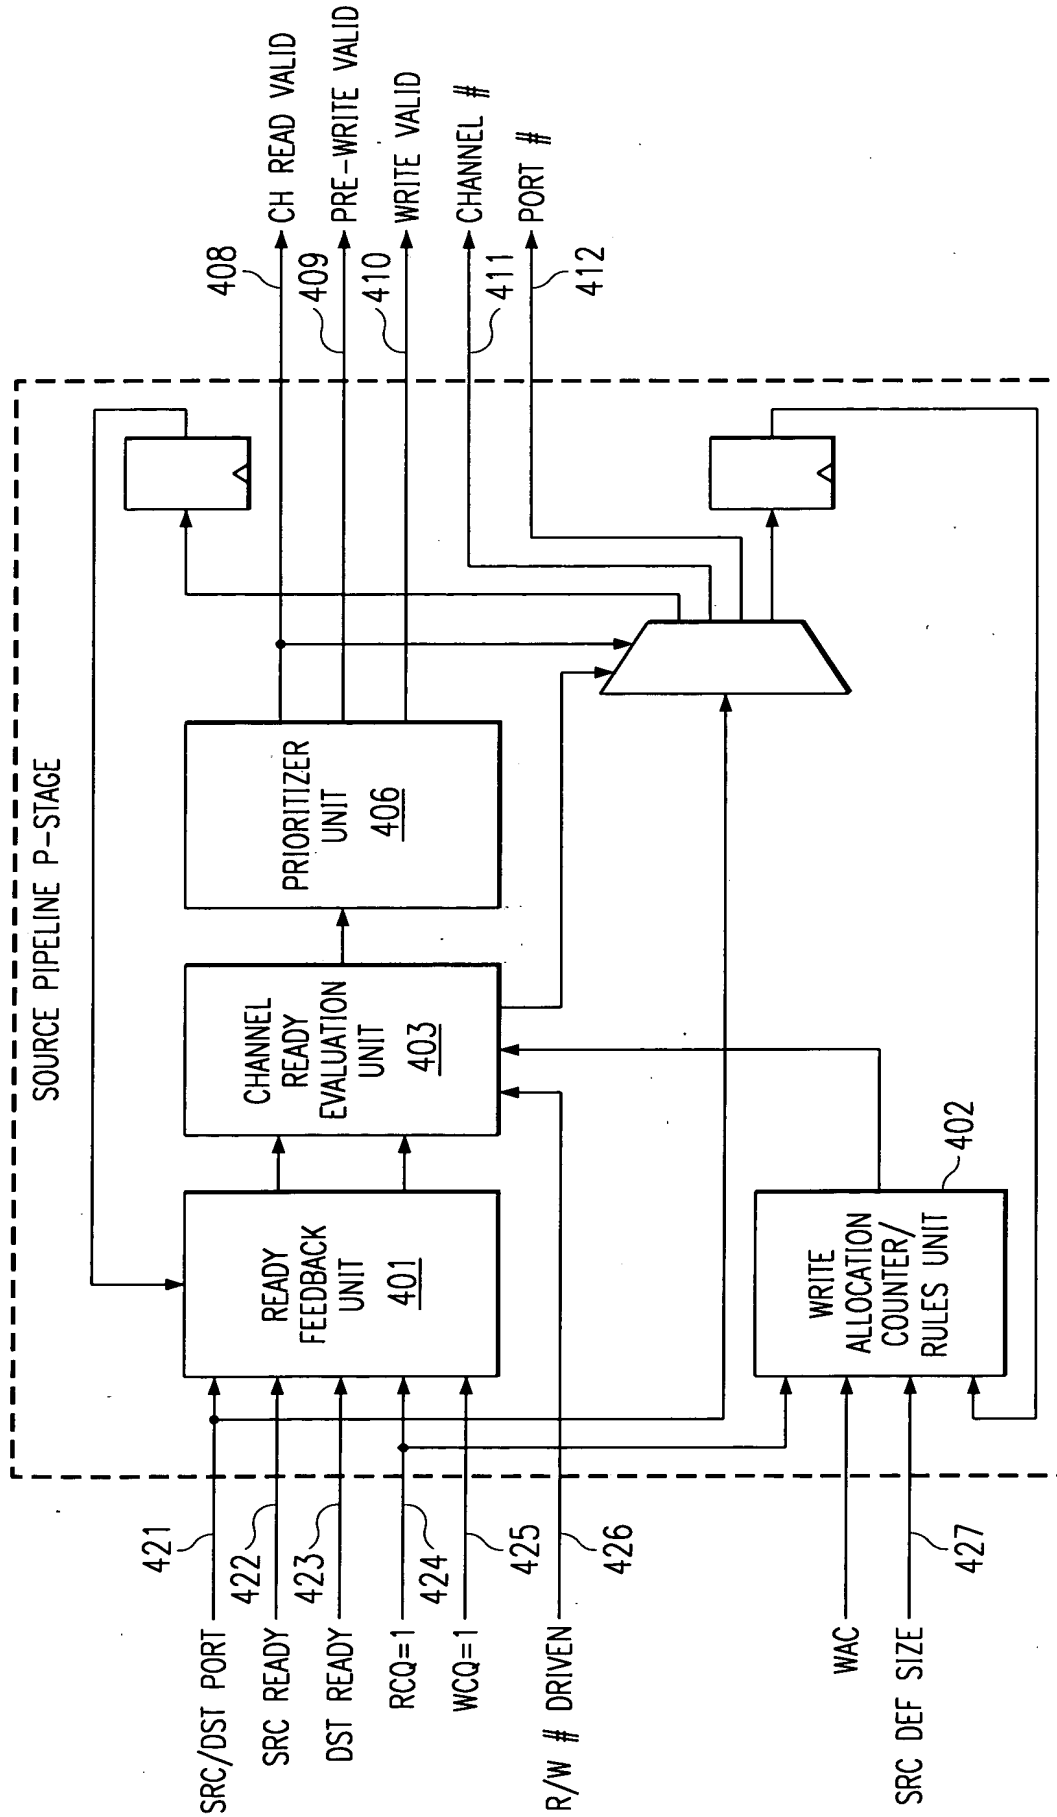 SOURCE PIPELINE P-STAGE
SRC/DST PORT
421
SRC READY
422
DST READY
423
RCQ=1
424
WCQ=1
425
R/W # DRIVEN
426
WAC
SRC DEF SIZE
427
READY
FEEDBACK
UNIT
401
CHANNEL
READY
EVALUATION
UNIT
403
PRIORITIZER
UNIT
406
WRITE
ALLOCATION
COUNTER/
RULES UNIT
402
408
CH READ VALID
409
PRE-WRITE VALID
410
WRITE VALID
411
CHANNEL #
412
PORT #